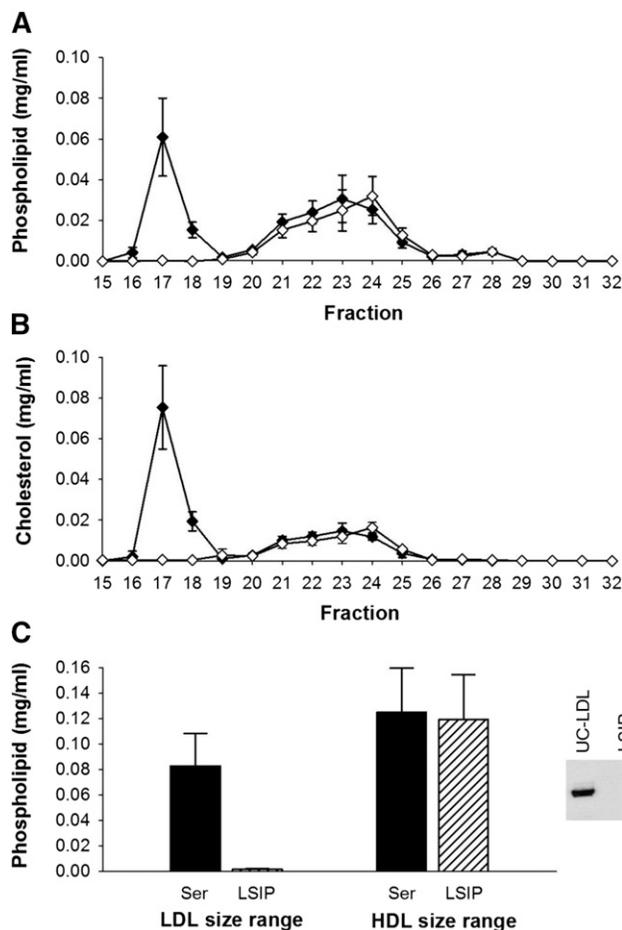 A
Phospholipid (mg/ml)
0.10
0.08
0.06
0.04
0.02
0.00
15 16 17 18 19 20 21 22 23 24 25 26 27 28 29 30 31 32
Fraction
B
Cholesterol (mg/ml)
0.10
0.08
0.06
0.04
0.02
0.00
15 16 17 18 19 20 21 22 23 24 25 26 27 28 29 30 31 32
Fraction
C
Phospholipid (mg/ml)
0.16
0.14
0.12
0.10
0.08
0.06
0.04
0.02
0.00
Ser LSIP Ser LSIP
LDL size range HDL size range
UC-LDL
LSIP